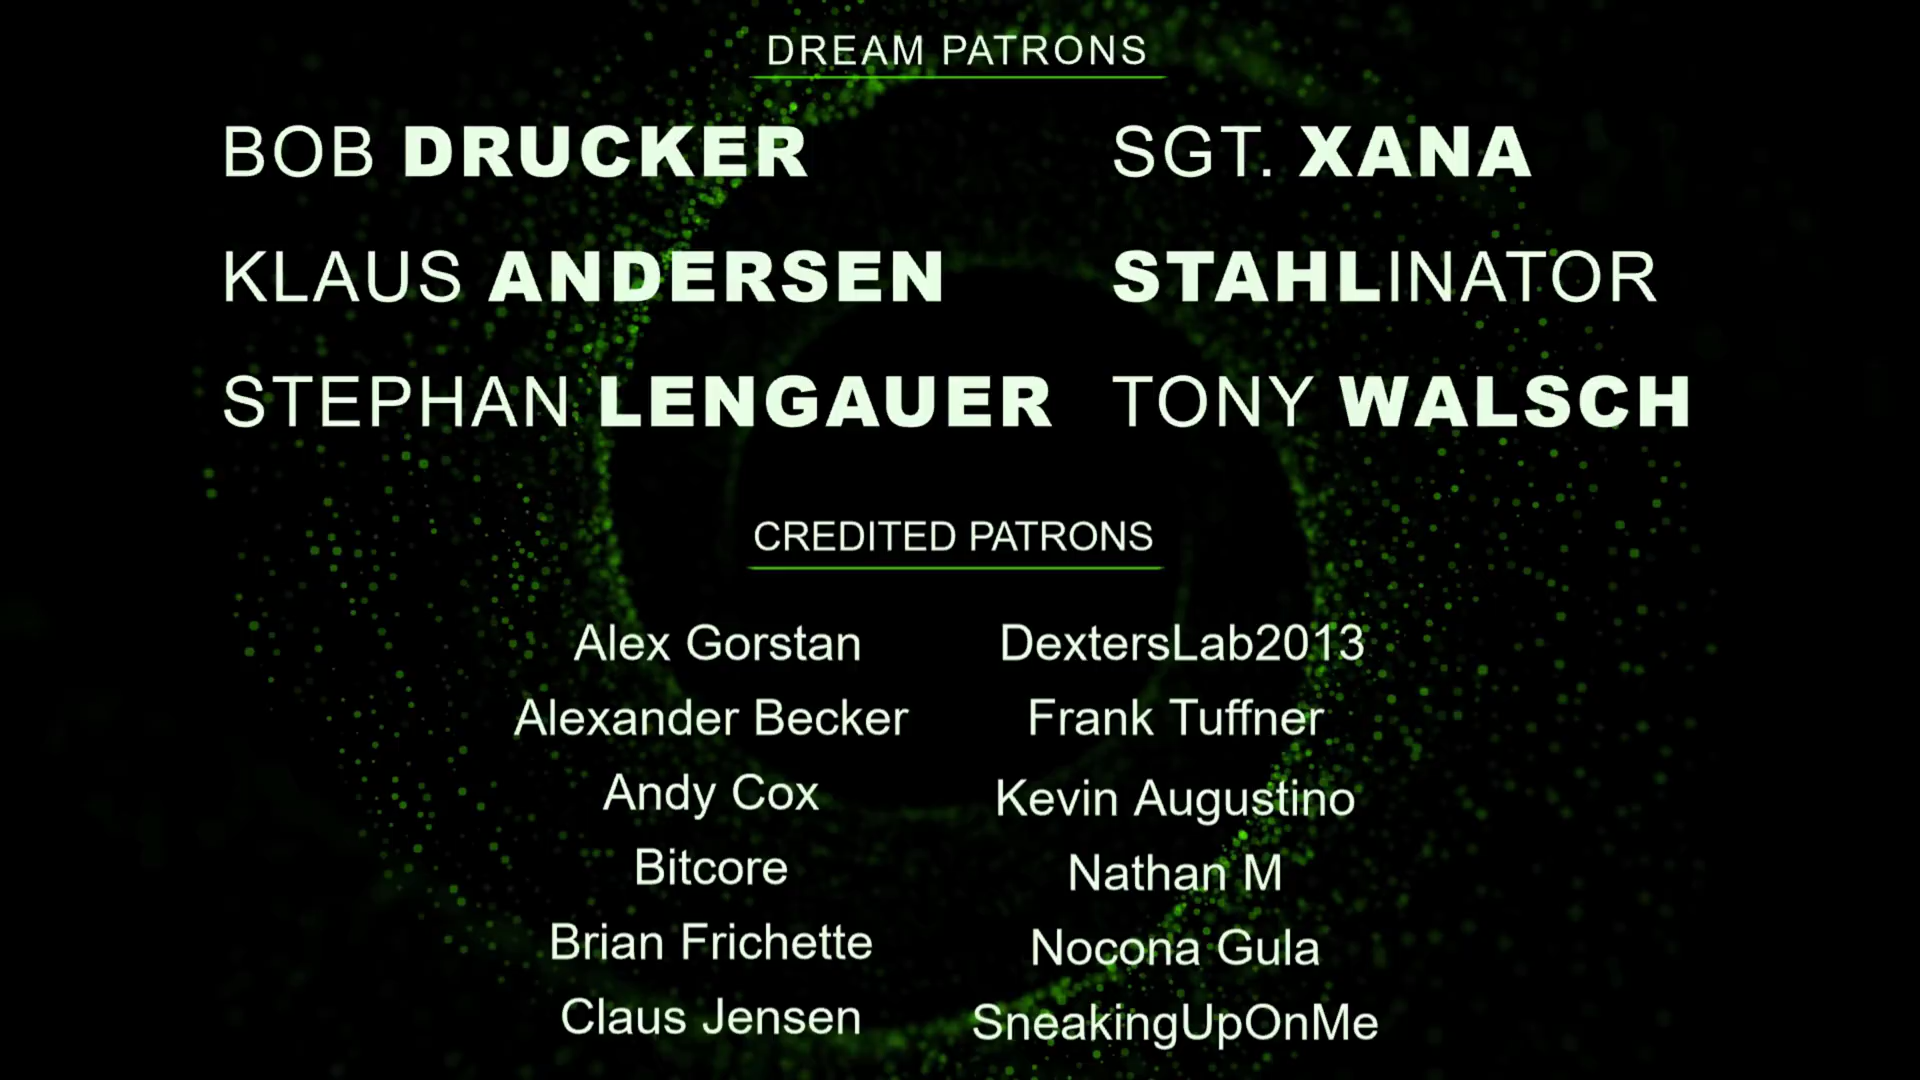 DREAM PATRONS
BOB DRUCKER
SGT. XANA
KLAUS ANDERSEN
STAHLINATOR
STEPHAN LENGAUER
TONY WALSCH
CREDITED PATRONS
Alex Gorstan
DextersLab2013
Alexander Becker
Frank Tuffner
Andy Cox
Kevin Augustino
Bitcore
Nathan M
Brian Frichette
Nocona Gula
Claus Jensen
SneakingUpOnMe